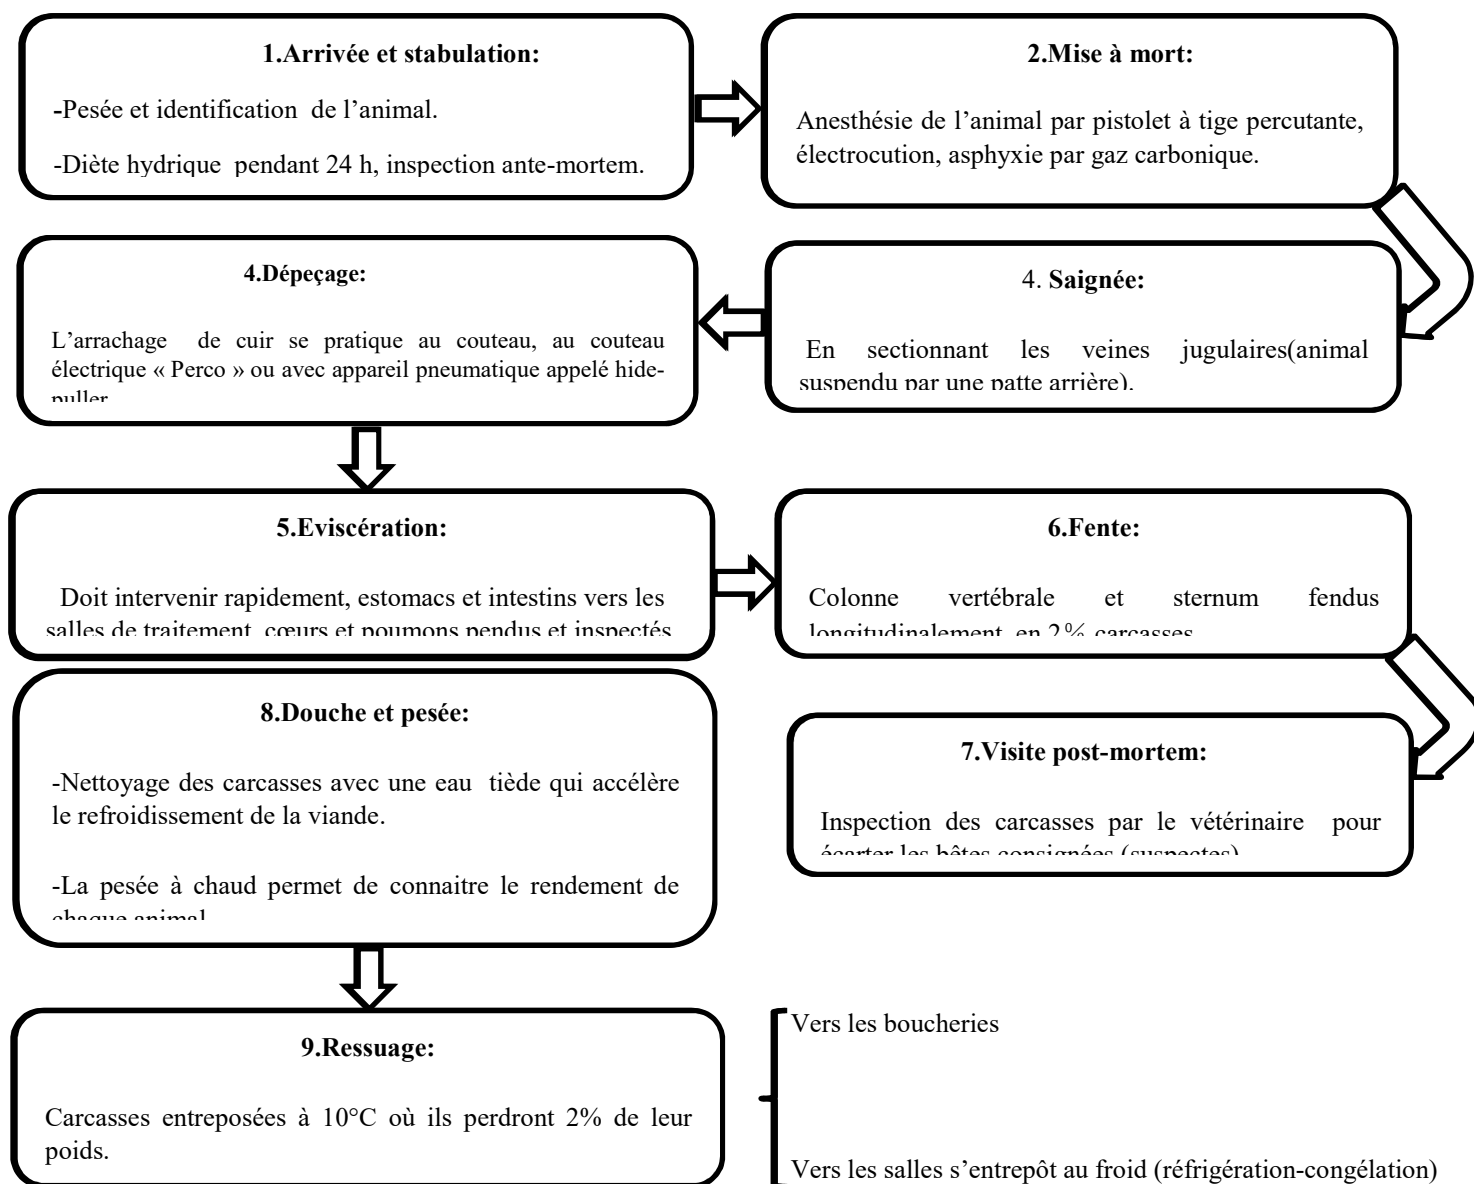 1.Arrivée et stabulation:
-Pesée et identification de l’animal.
-Diète hydrique pendant 24 h, inspection ante-mortem.
2.Mise à mort:
Anesthésie de l’animal par pistolet à tige percutante,
électrocution, asphyxie par gaz carbonique.
4. Saignée:
En sectionnant les veines jugulaires(animal
suspendu par une patte arrière).
4.Dépeçage:
L’arrachage de cuir se pratique au couteau, au couteau
électrique « Perco » ou avec appareil pneumatique appelé hide-
puller
5.Eviscération:
Doit intervenir rapidement, estomacs et intestins vers les
salles de traitement, cœurs et poumons pendus et inspectés
6.Fente:
Colonne vertébrale et sternum fendus
longitudinalement en 2 carcasses
7.Visite post-mortem:
Inspection des carcasses par le vétérinaire pour
écarter les bêtes consignées (suspectes)
8.Douche et pesée:
-Nettoyage des carcasses avec une eau tiède qui accélère
le refroidissement de la viande.
-La pesée à chaud permet de connaitre le rendement de
chaque animal
9.Ressuage:
Carcasses entreposées à 10°C où ils perdront 2% de leur
poids.
Vers les boucheries
Vers les salles s’entrepôt au froid (réfrigération-congélation)